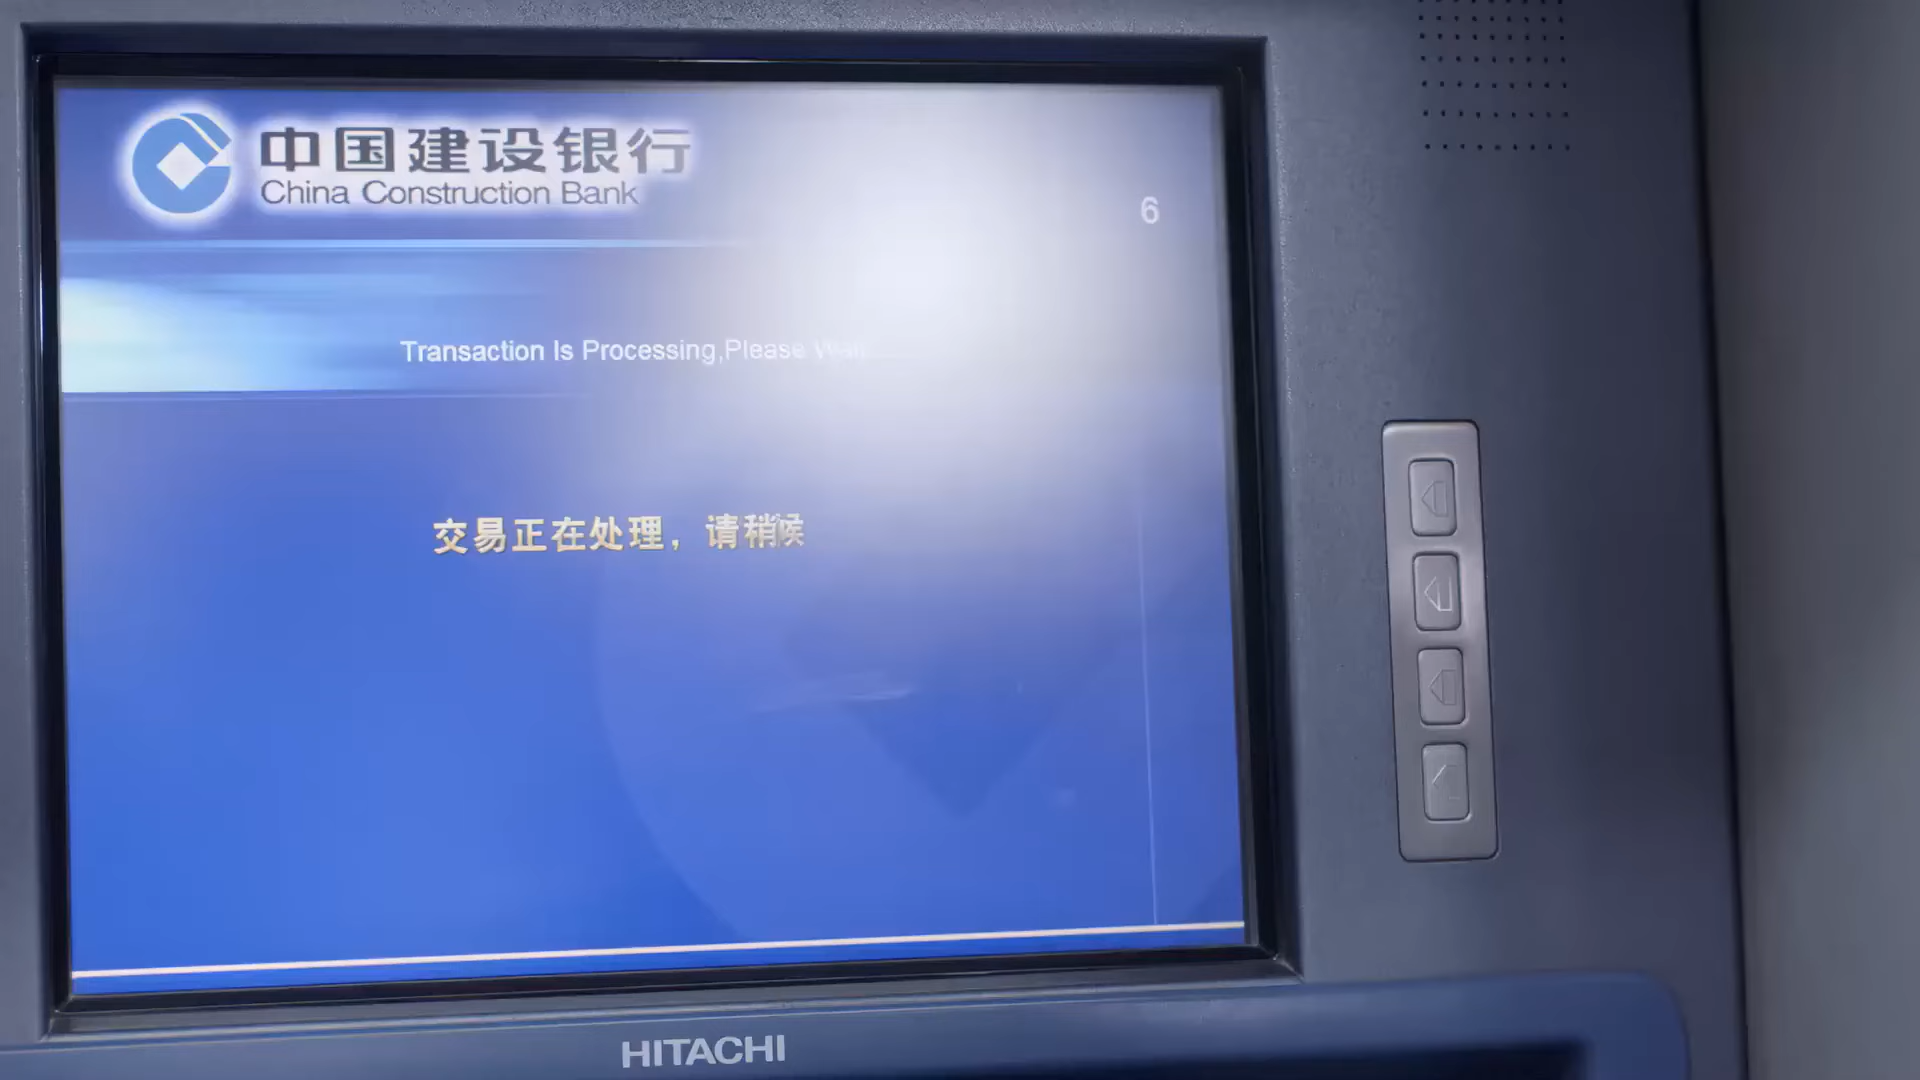 中国建设银行
China Construction Bank
6
Transaction Is Processing,Please Wait
交易正在处理，请稍候
HITACHI